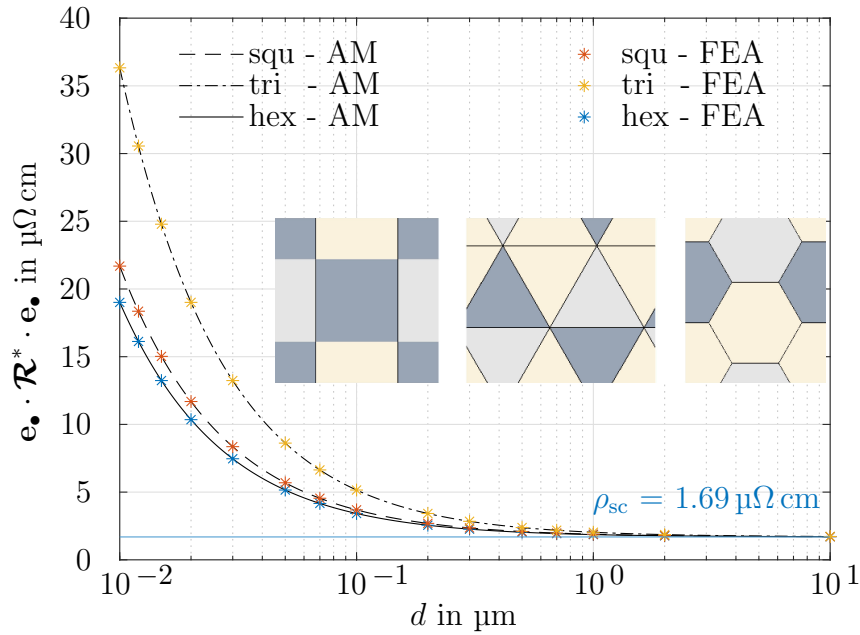 40
35
30
25
20
15
10
5
0
e• · 𝓡* · e• in µΩ cm
squ - AM
tri - AM
hex - AM
squ - FEA
tri - FEA
hex - FEA
ρsc = 1.69 µΩ cm
10⁻²
10⁻¹
10⁰
10¹
d in µm